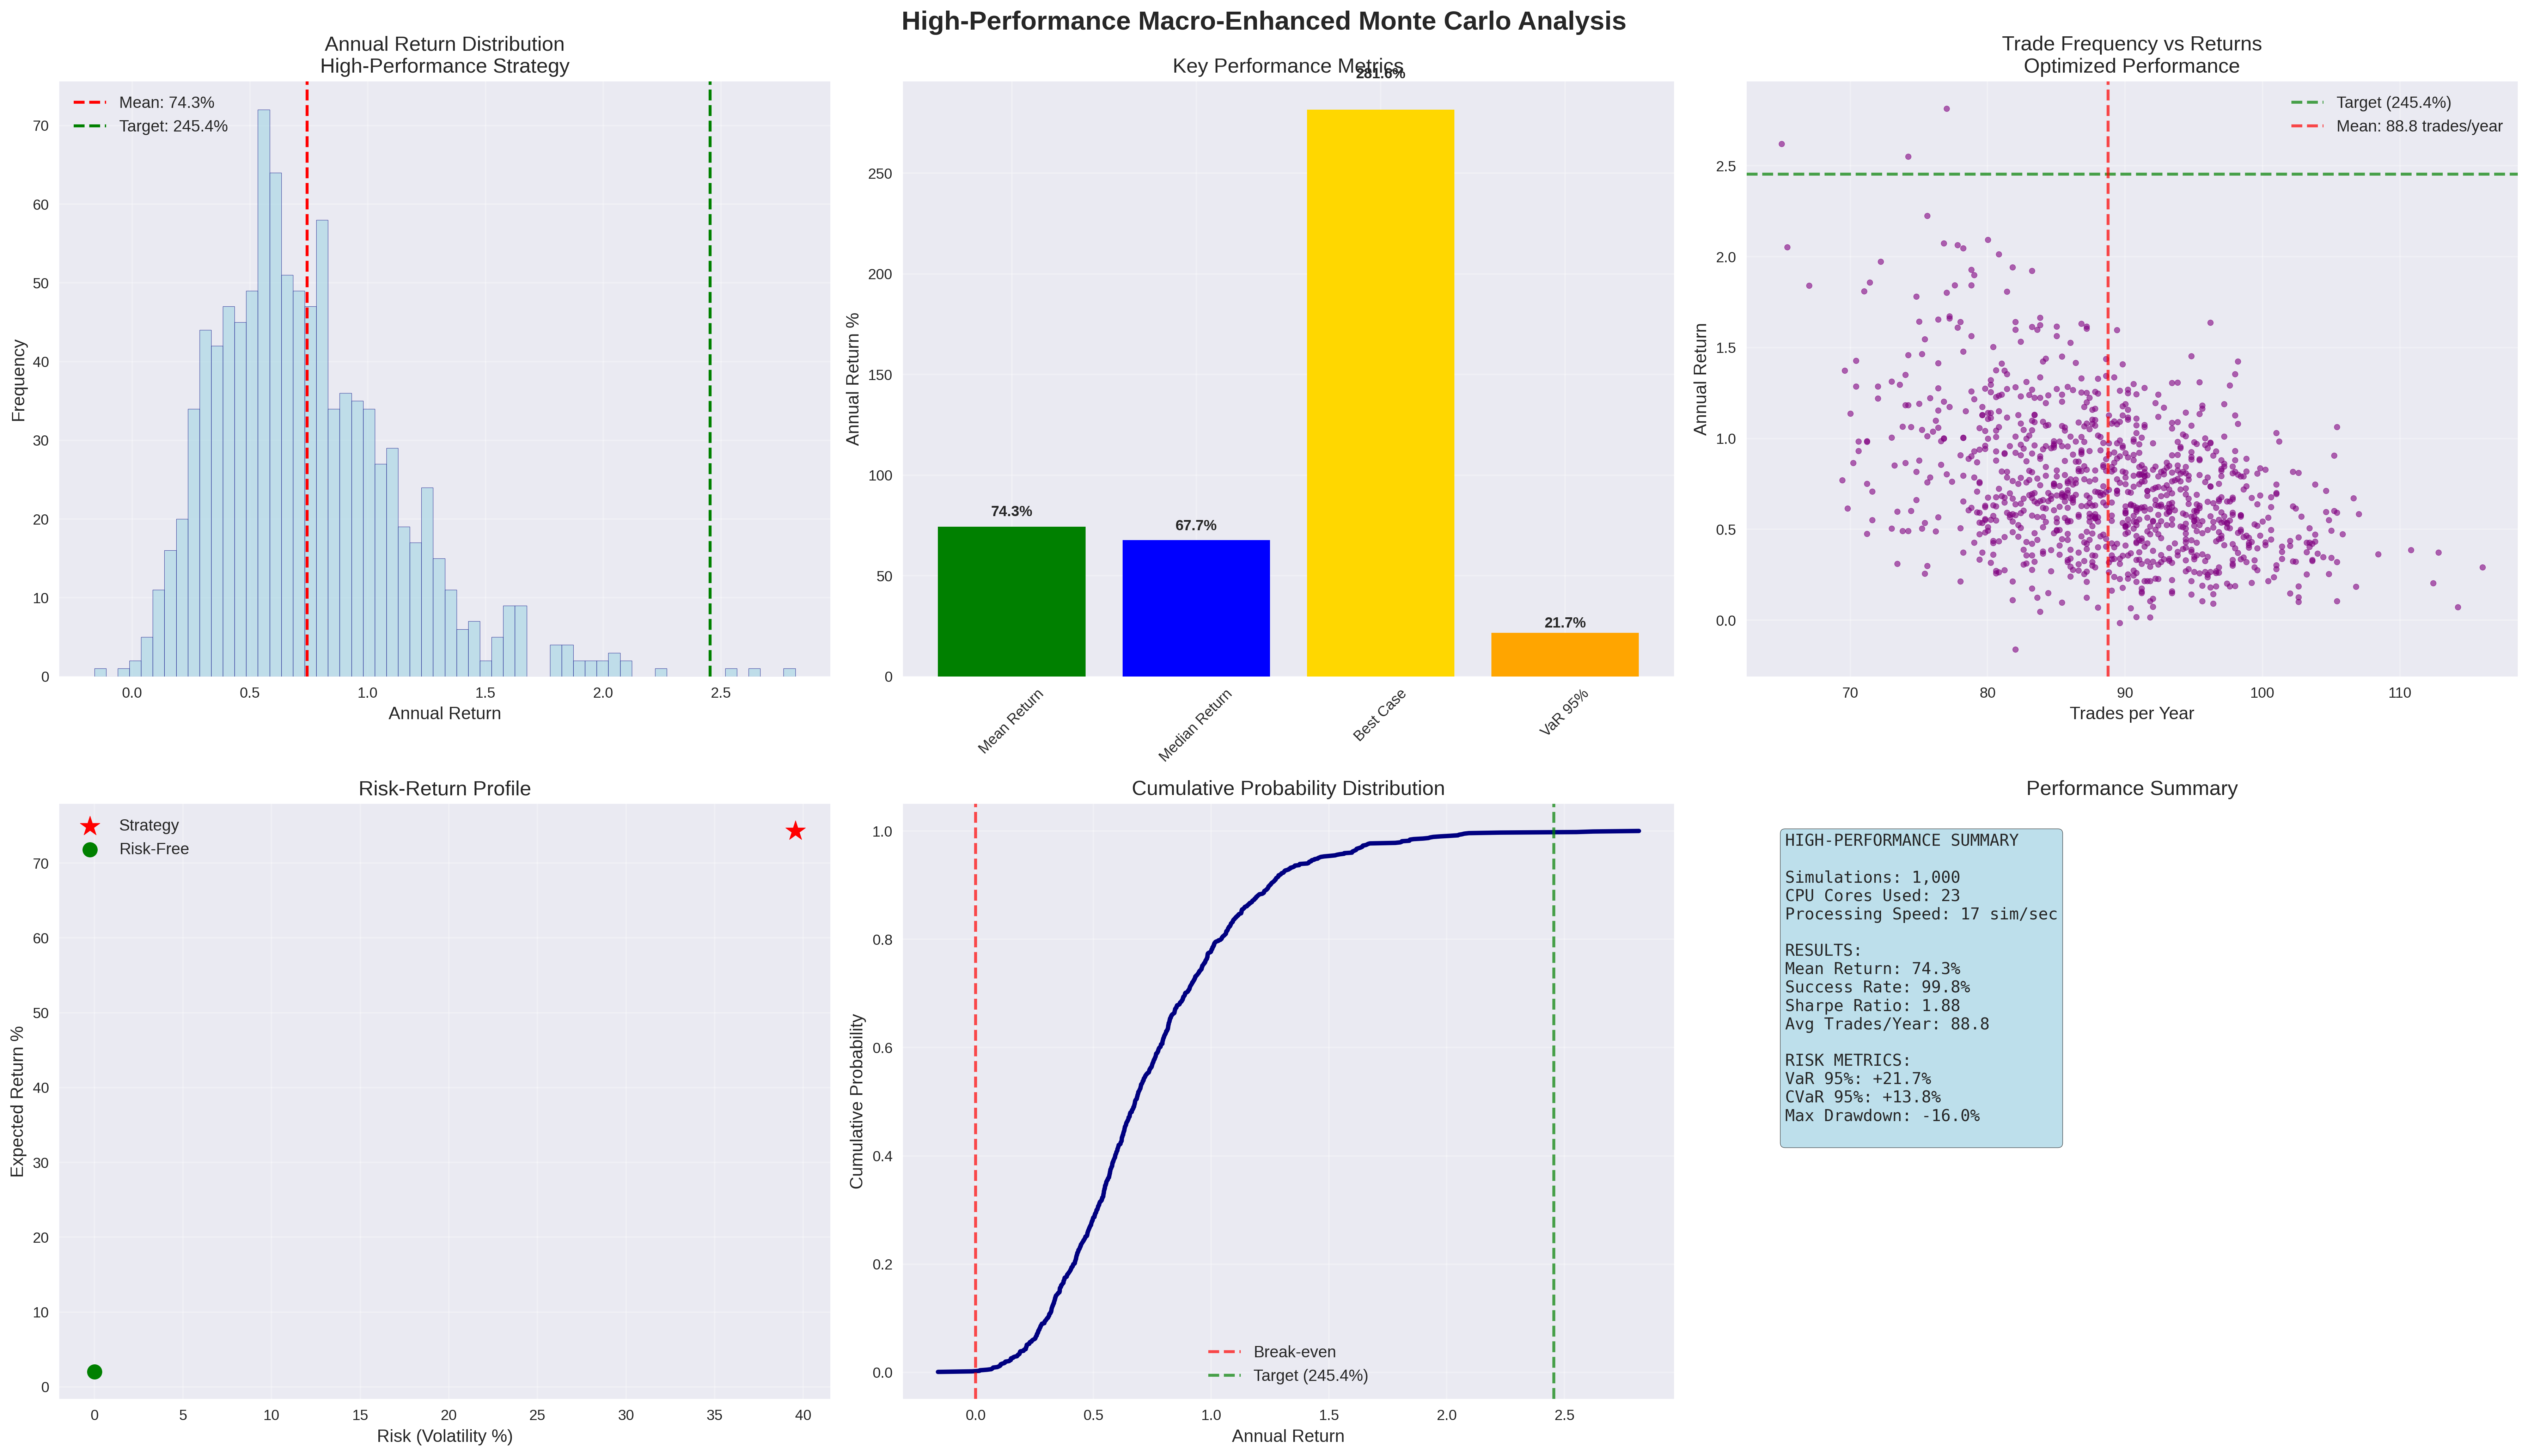 High-Performance Macro-Enhanced Monte Carlo Analysis
Annual Return Distribution
High-Performance Strategy
Mean: 74.3%
Target: 245.4%
Frequency
70
60
50
40
30
20
10
0
0.0 0.5 1.0 1.5 2.0 2.5
Annual Return
Key Performance Metrics
281.6%
74.3%
67.7%
21.7%
Annual Return %
250
200
150
100
50
0
Mean Return
Median Return
Best Case
VaR 95%
Trade Frequency vs Returns
Optimized Performance
Target (245.4%)
Mean: 88.8 trades/year
Annual Return
2.5
2.0
1.5
1.0
0.5
0.0
70 80 90 100 110
Trades per Year
Risk-Return Profile
Strategy
Risk-Free
Expected Return %
70
60
50
40
30
20
10
0
0 5 10 15 20 25 30 35 40
Risk (Volatility %)
Cumulative Probability Distribution
Cumulative Probability
1.0
0.8
0.6
0.4
0.2
0.0
Break-even
Target (245.4%)
0.0 0.5 1.0 1.5 2.0 2.5
Annual Return
Performance Summary
HIGH-PERFORMANCE SUMMARY
Simulations: 1,000
CPU Cores Used: 23
Processing Speed: 17 sim/sec
RESULTS:
Mean Return: 74.3%
Success Rate: 99.8%
Sharpe Ratio: 1.88
Avg Trades/Year: 88.8
RISK METRICS:
VaR 95%: +21.7%
CVaR 95%: +13.8%
Max Drawdown: -16.0%